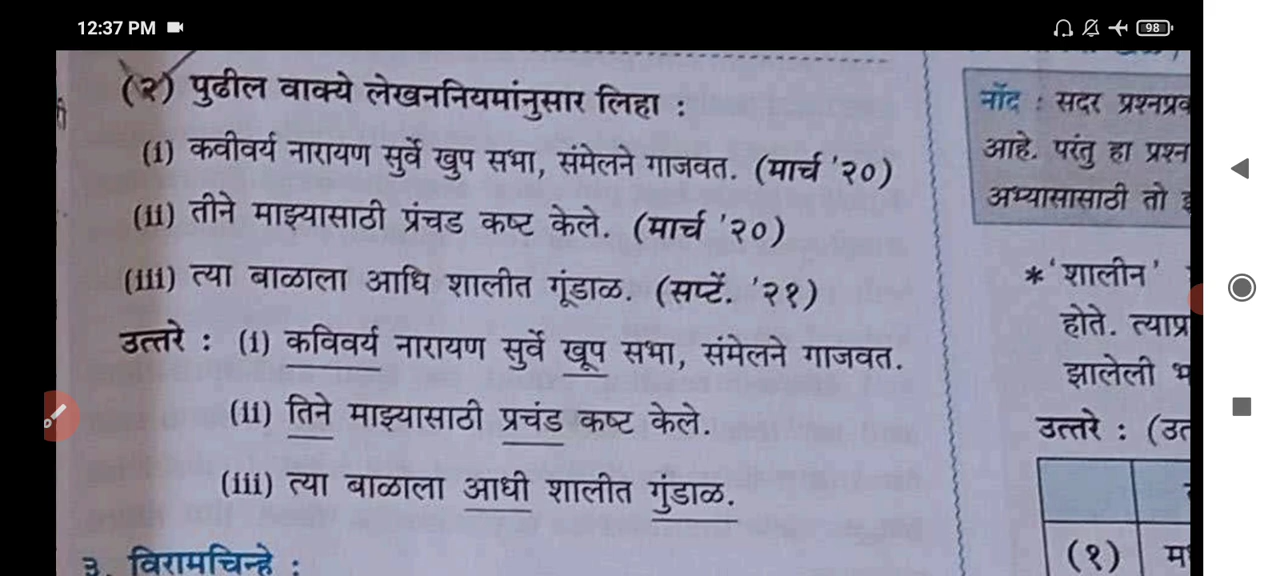 12:37 PM
98
(२) पुढील वाक्ये लेखननियमांनुसार लिहा :
(i) कवीवर्य नारायण सुर्वे खुप सभा, संमेलने गाजवत. (मार्च '२०)
(ii) तीने माझ्यासाठी प्रंचड कष्ट केले. (मार्च '२०)
(iii) त्या बाळाला आधि शालीत गूंडाळ. (सप्टें. '२१)
उत्तरे : (i) कविवर्य नारायण सुर्वे खूप सभा, संमेलने गाजवत.
(ii) तिने माझ्यासाठी प्रचंड कष्ट केले.
(iii) त्या बाळाला आधी शालीत गुंडाळ.
३. विरामचिन्हे :
नोंद : सदर
आहे. परंतु हा
अभ्यासासाठी तो
* 'शालीन'
होते.
झालेली
उत्तरे :
(१)